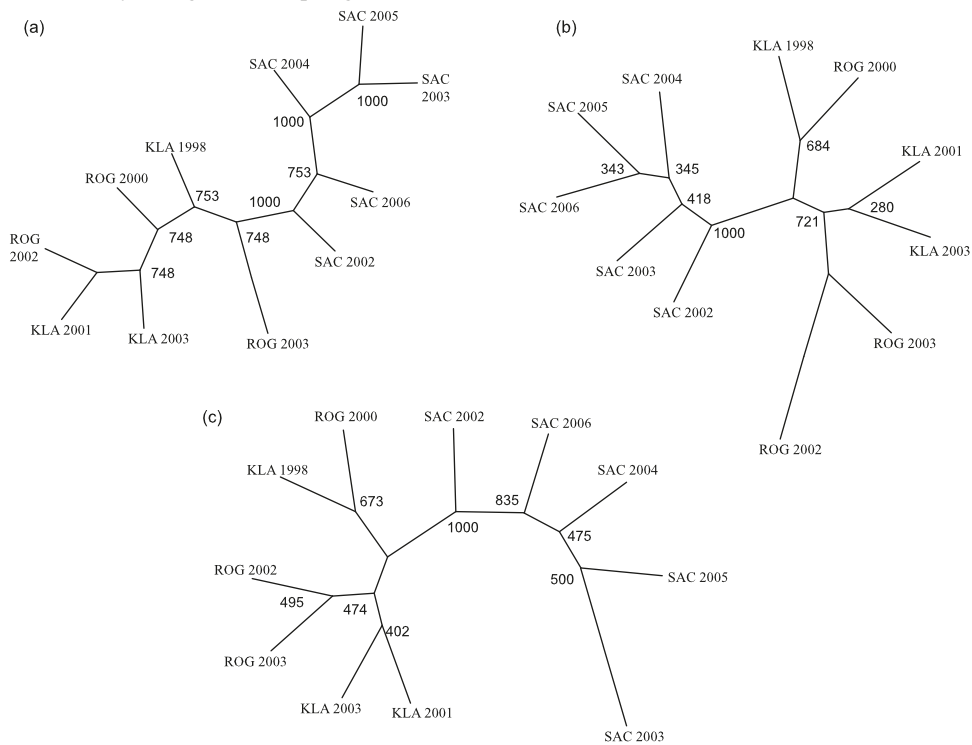 (a)
SAC 2005
SAC 2004
SAC
2003
1000
1000
KLA 1998
ROG 2000
753
753
1000
SAC 2006
748
748
ROG
2002
748
SAC 2002
KLA 2001
KLA 2003
ROG 2003
(b)
KLA 1998
ROG 2000
SAC 2004
SAC 2005
684
KLA 2001
343
345
SAC 2006
418
280
721
1000
KLA 2003
SAC 2003
SAC 2002
ROG 2003
ROG 2002
(c)
ROG 2000
SAC 2002
SAC 2006
KLA 1998
SAC 2004
673
835
1000
475
ROG 2002
500
SAC 2005
495
474
402
ROG 2003
KLA 2003
KLA 2001
SAC 2003